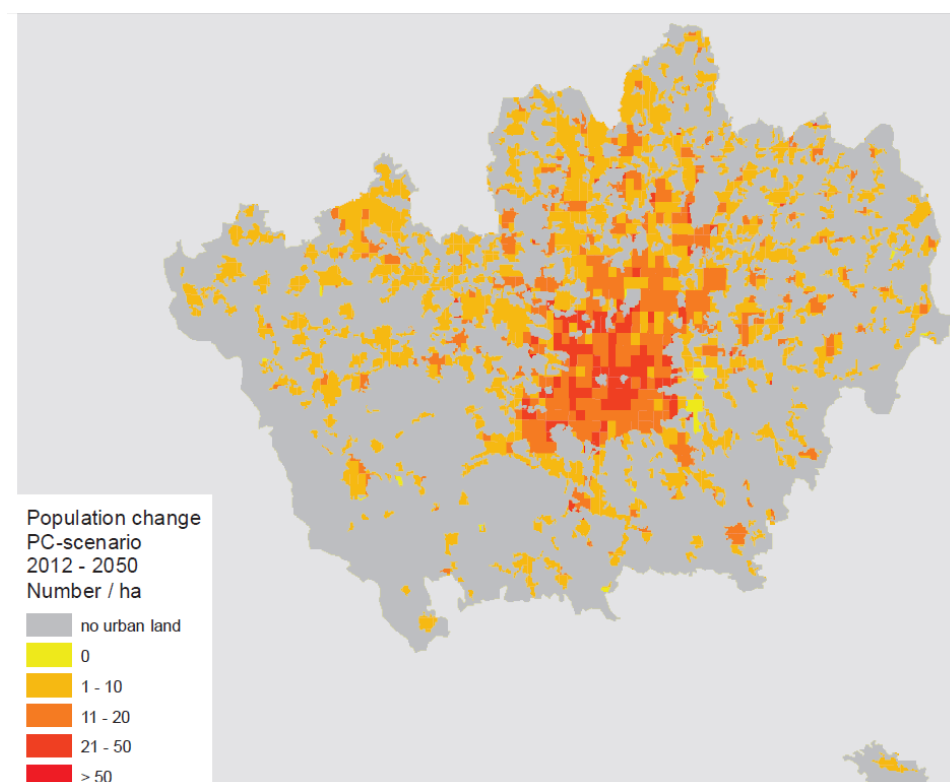 Population change
PC-scenario
2012 - 2050
Number / ha
no urban land
0
1 - 10
11 - 20
21 - 50
> 50